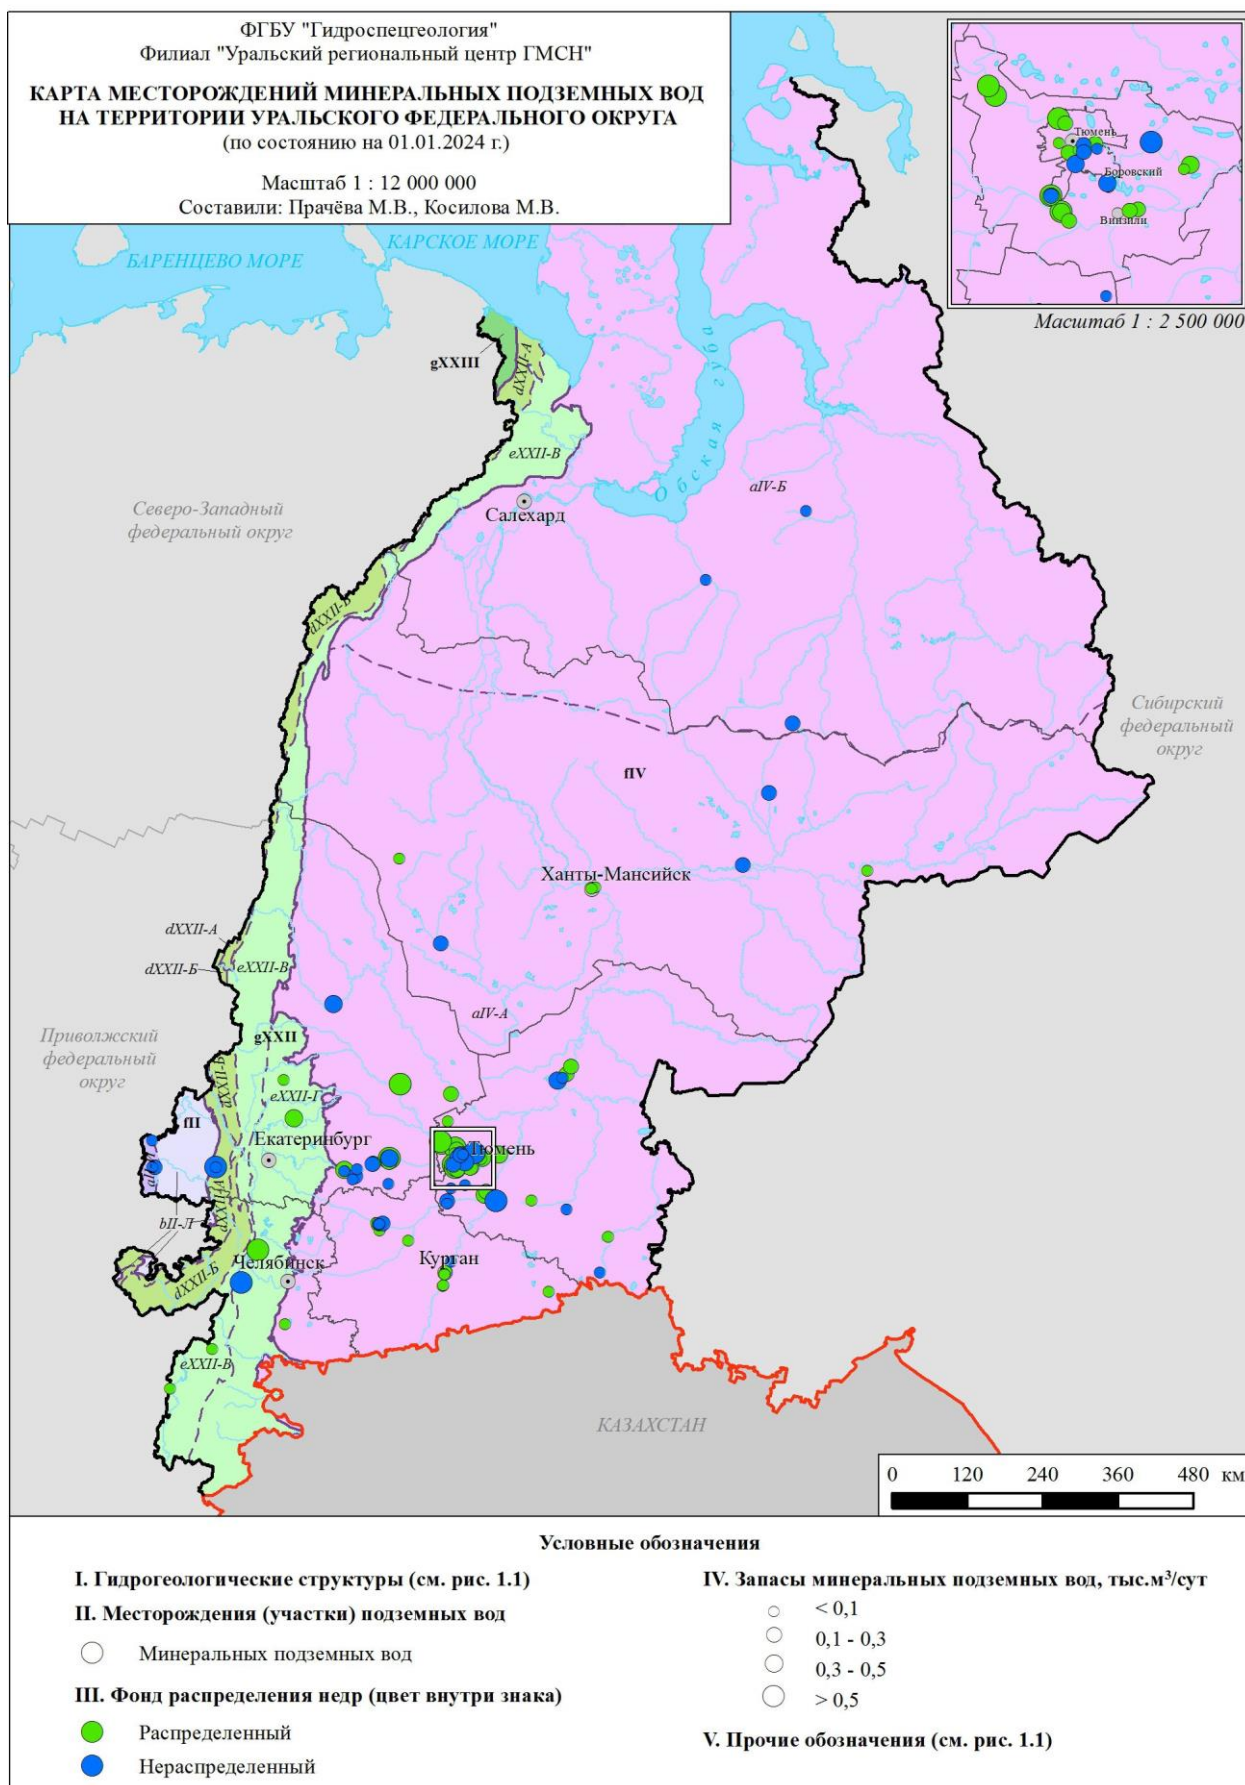 ФГБУ "Гидроспецгеология"
Филиал "Уральский региональный центр ГМСН"
КАРТА МЕСТОРОЖДЕНИЙ МИНЕРАЛЬНЫХ ПОДЗЕМНЫХ ВОД
НА ТЕРРИТОРИИ УРАЛЬСКОГО ФЕДЕРАЛЬНОГО ОКРУГА
(по состоянию на 01.01.2024 г.)
Масштаб 1 : 12 000 000
Составили: Прачёва М.В., Косилова М.В.
Тюмень
Боровский
Винзили
Масштаб 1 : 2 500 000
КАРСКОЕ МОРЕ
БАРЕНЦЕВО МОРЕ
gXXIII
dXXII-А
eXXII-В
Обская губа
аIV-Б
Салехард
Северо-Западный
федеральный округ
dXXII-Б
Сибирский
федеральный
округ
fIV
Ханты-Мансийск
dXXII-А
dXXII-Б
eXXII-В
аIV-А
Приволжский
федеральный
округ
gXXII
dXXII-Б
eXXII-Г
fII
Екатеринбург
Тюмень
bII-Л
Челябинск
Курган
dXXII-Б
eXXII-В
КАЗАХСТАН
0 120 240 360 480 км
Условные обозначения
I. Гидрогеологические структуры (см. рис. 1.1)
II. Месторождения (участки) подземных вод
Минеральных подземных вод
III. Фонд распределения недр (цвет внутри знака)
Распределенный
Нераспределенный
IV. Запасы минеральных подземных вод, тыс.м³/сут
< 0,1
0,1 - 0,3
0,3 - 0,5
> 0,5
V. Прочие обозначения (см. рис. 1.1)